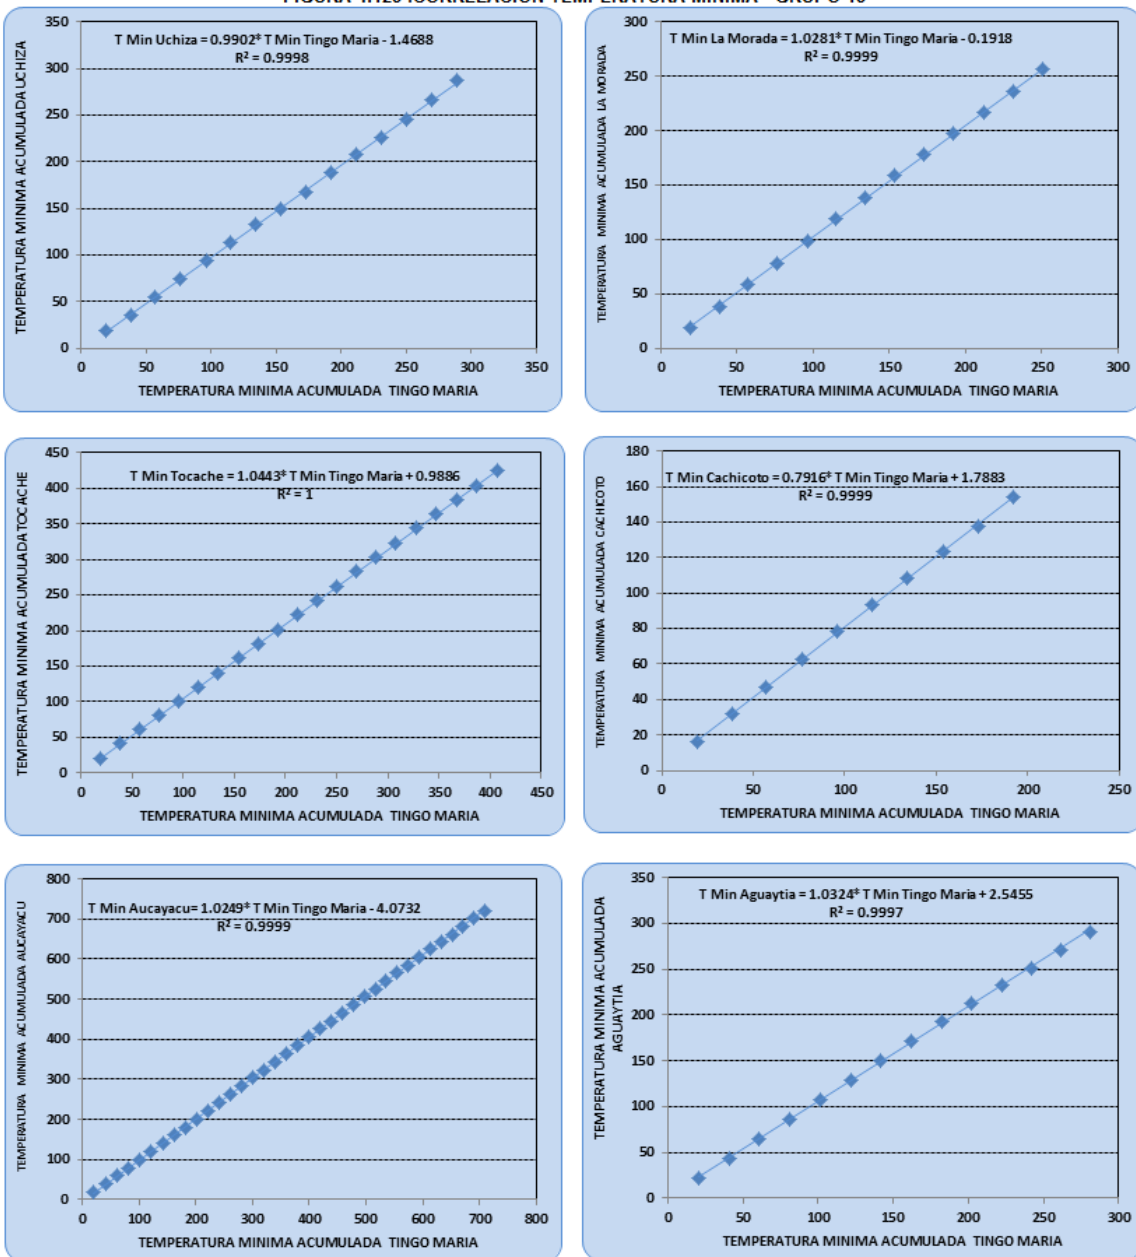 T Min Uchiza = 0.9902* T Min Tingo Maria - 1.4688
R² = 0.9998
TEMPERATURA MINIMA ACUMULADA UCHIZA
350
300
250
200
150
100
50
0
0 50 100 150 200 250 300 350
TEMPERATURA MINIMA ACUMULADA TINGO MARIA
T Min La Morada = 1.0281* T Min Tingo Maria - 0.1918
R² = 0.9999
TEMPERATURA MINIMA ACUMULADA LA MORADA
300
250
200
150
100
50
0
0 50 100 150 200 250 300
TEMPERATURA MINIMA ACUMULADA TINGO MARIA
T Min Tocache = 1.0443* T Min Tingo Maria + 0.9886
R² = 1
TEMPERATURA MINIMA ACUMULADA TOCACHE
450
400
350
300
250
200
150
100
50
0
0 50 100 150 200 250 300 350 400 450
TEMPERATURA MINIMA ACUMULADA TINGO MARIA
T Min Cachicoto = 0.7916* T Min Tingo Maria + 1.7883
R² = 0.9999
TEMPERATURA MINIMA ACUMULADA CACHICOTO
180
160
140
120
100
80
60
40
20
0
0 50 100 150 200 250
TEMPERATURA MINIMA ACUMULADA TINGO MARIA
T Min Aucayacu= 1.0249* T Min Tingo Maria - 4.0732
R² = 0.9999
TEMPERATURA MINIMA ACUMULADA AUCAYACU
800
700
600
500
400
300
200
100
0
0 100 200 300 400 500 600 700 800
TEMPERATURA MINIMA ACUMULADA TINGO MARIA
T Min Aguaytia = 1.0324* T Min Tingo Maria + 2.5455
R² = 0.9997
TEMPERATURA MINIMA ACUMULADA
AGUAYTIA
350
300
250
200
150
100
50
0
0 50 100 150 200 250 300
TEMPERATURA MINIMA ACUMULADA TINGO MARIA